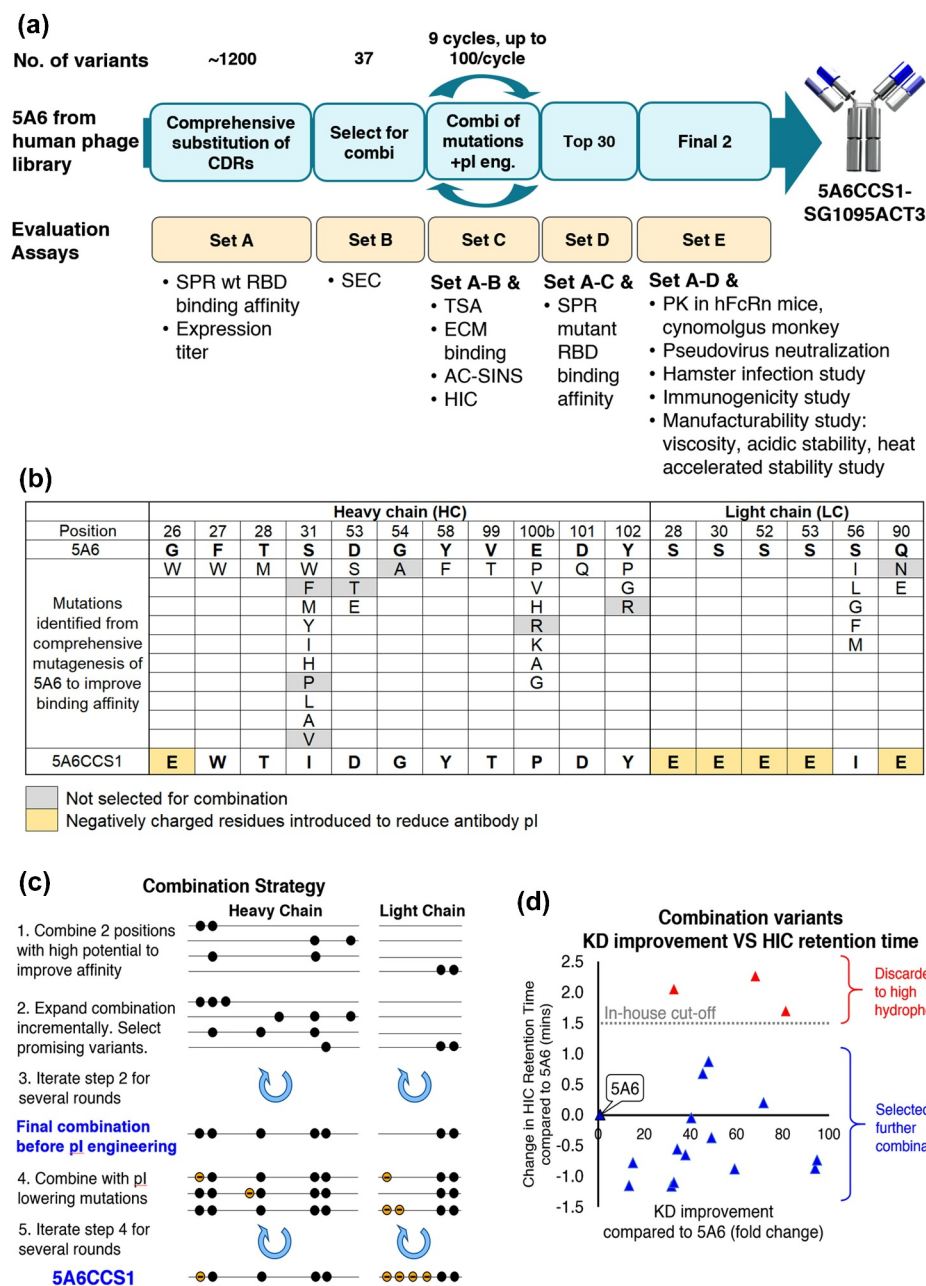 (a)
No. of variants
~1200
37
9 cycles, up to
100/cycle
5A6 from
human phage
library
Comprehensive
substitution of
CDRs
Select for
combi
Combi of
mutations
+pI eng.
Top 30
Final 2
5A6CCS1-
SG1095ACT3
Evaluation
Assays
Set A
Set B
Set C
Set D
Set E
• SPR wt RBD
binding affinity
• Expression
titer
• SEC
Set A-B &
• TSA
• ECM
binding
• AC-SINS
• HIC
Set A-C &
• SPR
mutant
RBD
binding
affinity
Set A-D &
• PK in hFcRn mice,
cynomolgus monkey
• Pseudovirus neutralization
• Hamster infection study
• Immunogenicity study
• Manufacturability study:
viscosity, acidic stability, heat
accelerated stability study
(b)
Heavy chain (HC) Light chain (LC)
Position 26 27 28 31 53 54 58 99 100b 101 102 28 30 52 53 56 90
5A6 G F T S D G Y V E D Y S S S S S Q
Mutations
identified from
comprehensive
mutagenesis of
5A6 to improve
binding affinity
W W M W S A F T P Q P I N
F T V G L E
M E H R G
Y R F
I K M
H A
P G
L
A
V
5A6CCS1 E W T I D G Y T P D Y E E E E I E
Not selected for combination
Negatively charged residues introduced to reduce antibody pI
(c)
Combination Strategy
Heavy Chain
Light Chain
1. Combine 2 positions
with high potential to
improve affinity
2. Expand combination
incrementally. Select
promising variants.
3. Iterate step 2 for
several rounds
Final combination
before pI engineering
4. Combine with pI
lowering mutations
5. Iterate step 4 for
several rounds
5A6CCS1
(d)
Combination variants
KD improvement VS HIC retention time
Change in HIC Retention Time
compared to 5A6 (mins)
2.5
2.0
1.5
1.0
0.5
0.0
-0.5
-1.0
-1.5
In-house cut-off
5A6
0 20 40 60 80 100
KD improvement
compared to 5A6 (fold change)
Discarded
to high
hydroph
Selected
further
combina